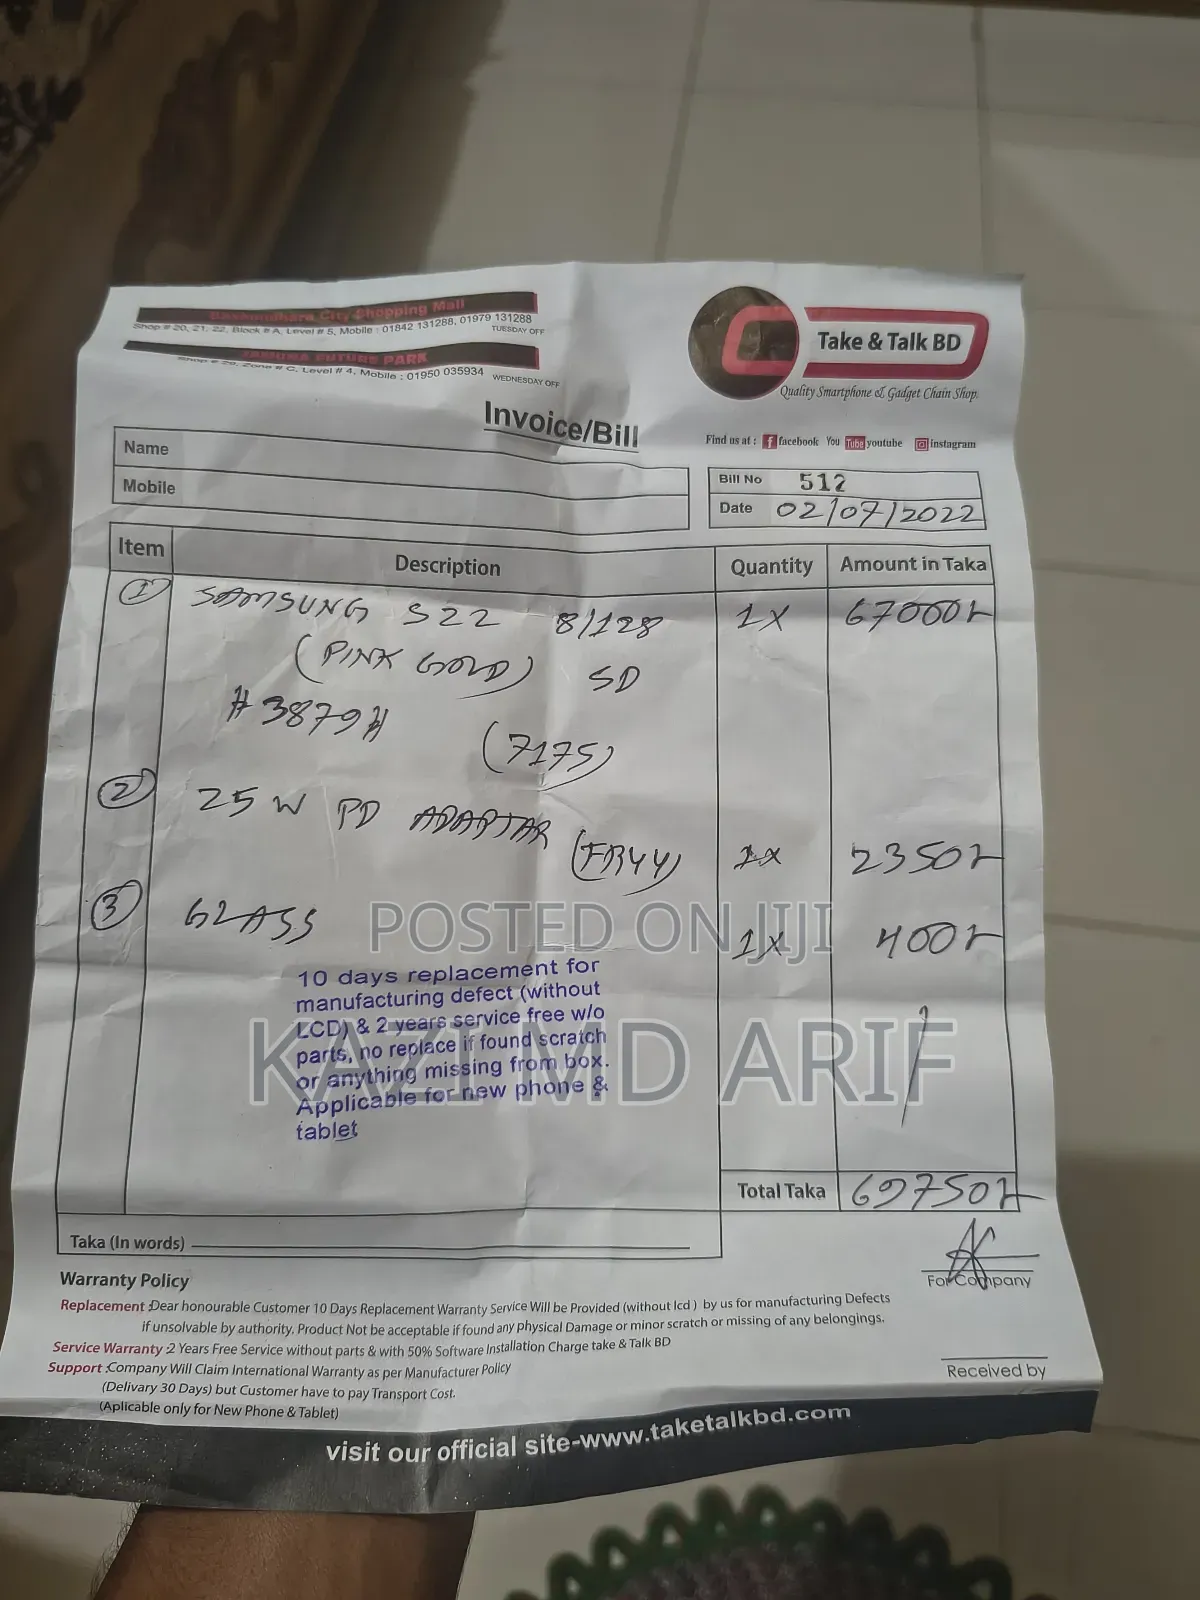 Bashundhara City Shopping Mall
Shop # 20, 21, 22, Block # A, Level # 5, Mobile : 01842 131288, 01979 131288
TUESDAY OFF
JAMUNA FUTURE PARK
Shop # 20, Zone # C, Level # 4, Mobile : 01950 035934
WEDNESDAY OFF
Take & Talk BD
Quality Smartphone & Gadget Chain Shop.
Invoice/Bill
Find us at : facebook You Tube youtube instagram
Name
Mobile
Bill No 512
Date 02/07/2022
Item Description Quantity Amount in Taka
1 SAMSUNG S22 8/128 1X 67000/-
(PINK GOLD) SD
#3879#
(7175)
2 25W PD ADAPTAR
(FR44) 1x 2350/-
3 GLASS 1X 400/-
POSTED ON JIJI
KAZI MD ARIF
10 days replacement for
manufacturing defect (without
LCD) & 2 years service free w/o
parts, no replace if found scratch
or anything missing from box.
Applicable for new phone &
tablet
Total Taka 69750/-
Taka (In words)
For Company
Warranty Policy
Replacement :Dear honourable Customer 10 Days Replacement Warranty Service Will be Provided (without lcd ) by us for manufacturing Defects
if unsolvable by authority. Product Not be acceptable if found any physical Damage or minor scratch or missing of any belongings.
Service Warranty :2 Years Free Service without parts & with 50% Software Installation Charge take & Talk BD
Support :Company Will Claim International Warranty as per Manufacturer Policy
(Delivary 30 Days) but Customer have to pay Transport Cost.
(Aplicable only for New Phone & Tablet)
Received by
visit our official site-www.taketalkbd.com